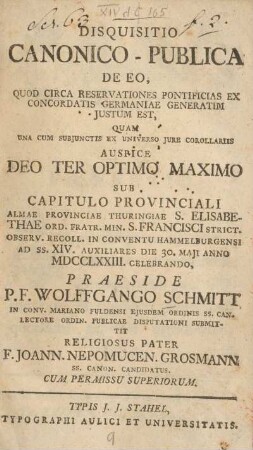 XIV d C 165
DISQUISITIO
CANONICO - PUBLICA
DE EO,
QUOD CIRCA RESERVATIONES PONTIFICIAS EX
CONCORDATIS GERMANIAE GENERATIM
JUSTUM EST,
QUAM
UNA CUM SUBJUNCTIS EX UNIVERSO JURE COROLLARIIS
AUSPICE
DEO TER OPTIMO MAXIMO
SUB
CAPITULO PROVINCIALI
ALMAE PROVINCIAE THURINGIAE S. ELISABE-
THAE ORD. FRATR. MIN. S. FRANCISCI STRICT.
OBSERV. RECOLL. IN CONVENTU HAMMELBURGENSI
AD SS. XIV. AUXILIARES DIE 30. MAJI ANNO
MDCCLXXIII. CELEBRANDO,
PRAESIDE
P. F. WOLFFGANGO SCHMITT
IN CONV. MARIANO FULDENSI EJUSDEM ORDINIS SS. CAN.
LECTORE ORDIN. PUBLICAE DISPUTATIONI SUBMIT-
TIT
RELIGIOSUS PATER
F. JOANN. NEPOMUCEN. GROSMANN
SS. CANON. CANDIDATUS.
CUM PERMISSU SUPERIORUM.
TYPIS J. J. STAHEL,
TYPOGRAPHI AULICI ET UNIVERSITATIS.